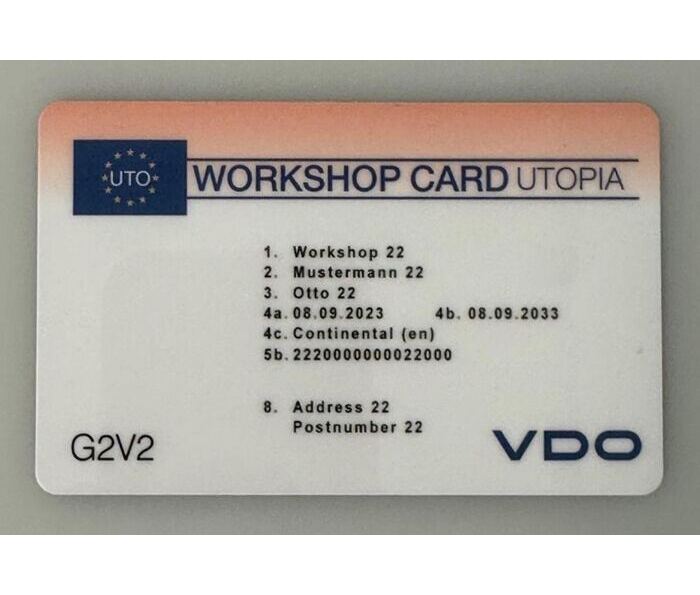 UTO WORKSHOP CARD UTOPIA
1. Workshop 22
2. Mustermann 22
3. Otto 22
4a. 08.09.2023 4b. 08.09.2033
4c. Continental (en)
5b. 2220000000022000
8. Address 22
Postnumber 22
G2V2 VDO